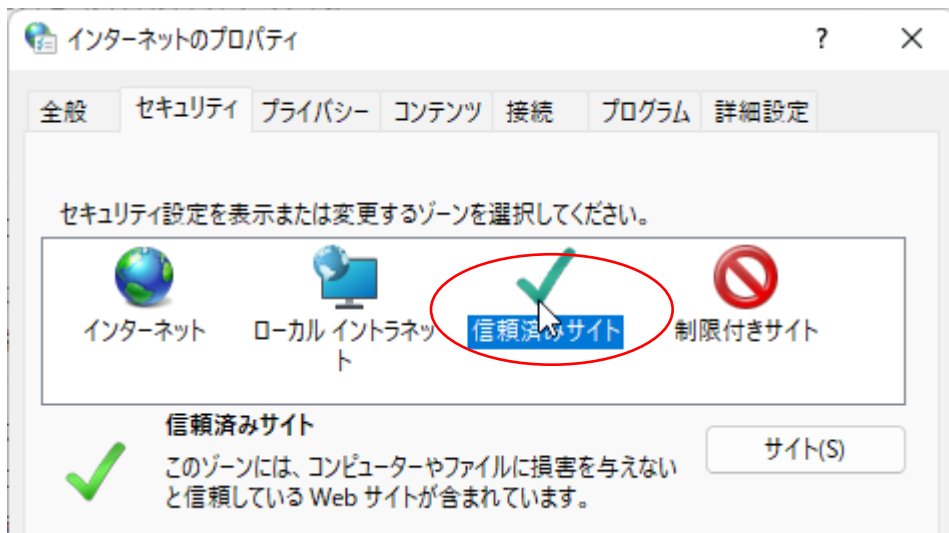 インターネットのプロパティ
?
×
全般 セキュリティ プライバシー コンテンツ 接続 プログラム 詳細設定
セキュリティ設定を表示または変更するゾーンを選択してください。
インターネット ローカル イントラネッ 信頼済みサイト 制限付きサイト
ト
信頼済みサイト
サイト(S)
このゾーンには、コンピューターやファイルに損害を与えない
と信頼している Web サイトが含まれています。